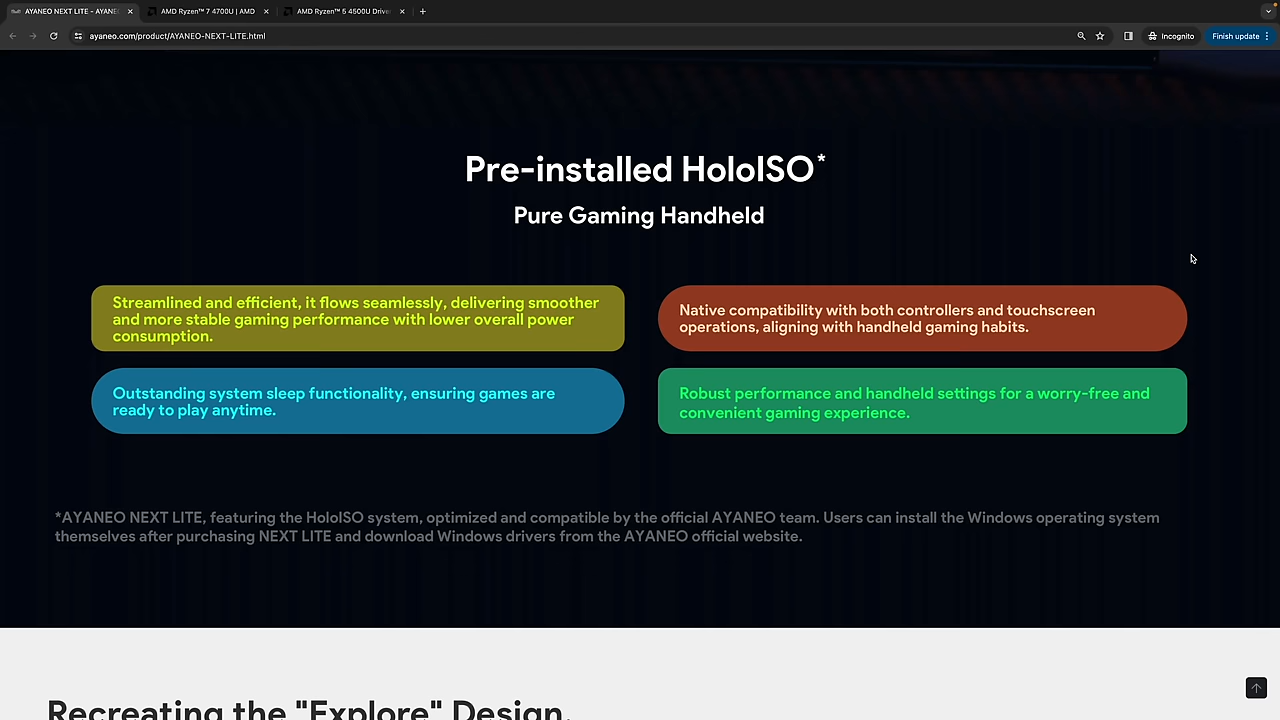 AYANEO NEXT LITE - AYANE
AMD Ryzen™ 7 4700U | AMD
AMD Ryzen™ 5 4500U Drive
ayaneo.com/product/AYANEO-NEXT-LITE.html
Incognito
Finish update
Pre-installed HoloISO*
Pure Gaming Handheld
Streamlined and efficient, it flows seamlessly, delivering smoother
and more stable gaming performance with lower overall power
consumption.
Native compatibility with both controllers and touchscreen
operations, aligning with handheld gaming habits.
Outstanding system sleep functionality, ensuring games are
ready to play anytime.
Robust performance and handheld settings for a worry-free and
convenient gaming experience.
*AYANEO NEXT LITE, featuring the HoloISO system, optimized and compatible by the official AYANEO team. Users can install the Windows operating system
themselves after purchasing NEXT LITE and download Windows drivers from the AYANEO official website.
Recreating the "Explore" Design.